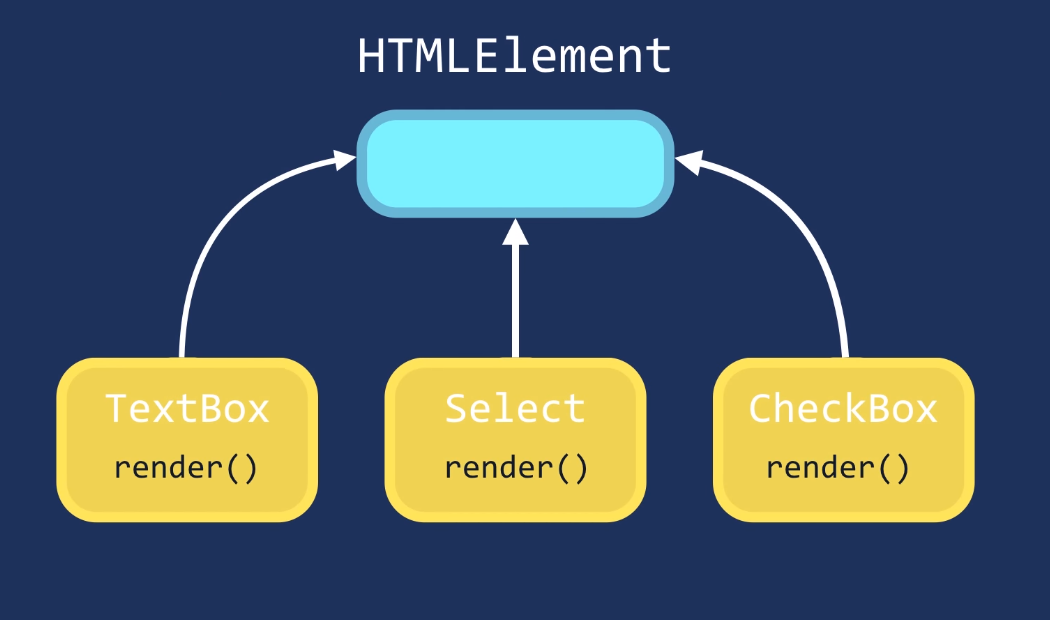 HTMLElement
TextBox
render()
Select
render()
CheckBox
render()